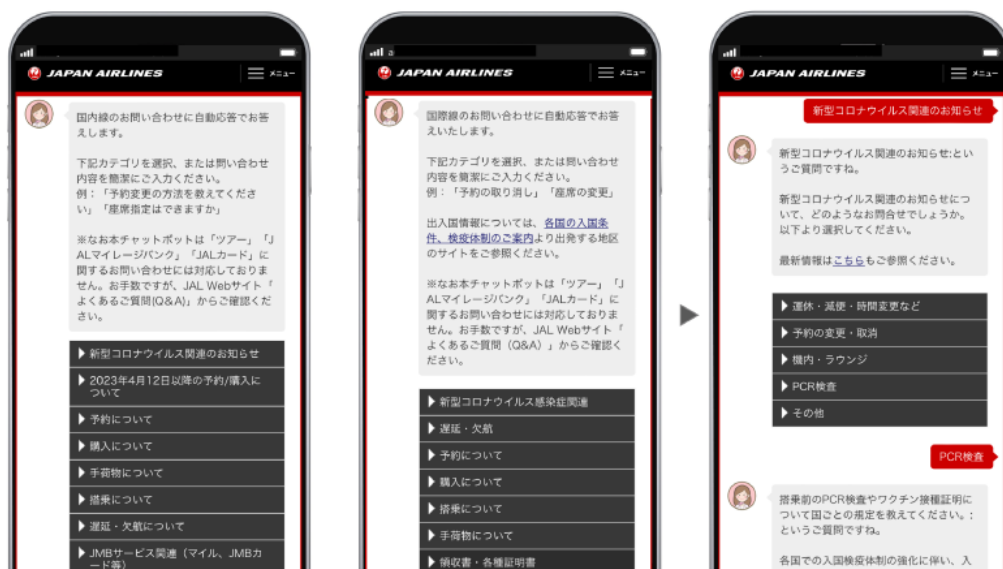 JAPAN AIRLINES
メニュー
国内線のお問い合わせに自動応答でお答
えします。
下記カテゴリを選択、または問い合わせ
内容を簡潔にご入力ください。
例:「予約変更の方法を教えてくださ
い」「座席指定はできますか」
※なお本チャットボットは「ツアー」「J
ALマイレージバンク」「JALカード」に
関するお問い合わせには対応しておりま
せん。お手数ですが、JAL Webサイト「
よくあるご質問(Q&A)」からご確認くだ
さい。
▶新型コロナウイルス関連のお知らせ
▶2023年4月12日以降の予約/購入に
ついて
▶予約について
▶購入について
▶手荷物について
▶搭乗について
▶遅延・欠航について
▶JMBサービス関連(マイル、JMBカ
ード等)
a
JAPAN AIRLINES
メニュー
国際線のお問い合わせに自動応答でお答
えいたします。
下記カテゴリを選択、または問い合わせ
内容を簡潔にご入力ください。
例:「予約の取り消し」「座席の変更」
出入国情報については、各国の入国条
件、検疫体制のご案内より出発する地区
のサイトをご参照ください。
※なお本チャットボットは「ツアー」「J
ALマイレージバンク」「JALカード」に
関するお問い合わせには対応しておりま
せん。お手数ですが、JAL Webサイト「
よくあるご質問(Q&A)」からご確認く
ださい。
▶新型コロナウイルス感染症関連
▶遅延・欠航
▶予約について
▶購入について
▶搭乗について
▶手荷物について
▶領収書・各種証明書
JAPAN AIRLINES
メニュー
新型コロナウイルス関連のお知らせ
新型コロナウイルス関連のお知らせ:とい
うご質問ですね。
新型コロナウイルス関連のお知らせにつ
いて、どのようなお問合せでしょうか。
以下より選択してください。
最新情報はこちらもご参照ください。
▶運休・減便・時間変更など
▶予約の変更・取消
▶機内・ラウンジ
▶PCR検査
▶その他
PCR検査
搭乗前のPCR検査やワクチン接種証明に
ついて国ごとの規定を教えてください。:
というご質問ですね。
各国での入国検疫体制の強化に伴い、入